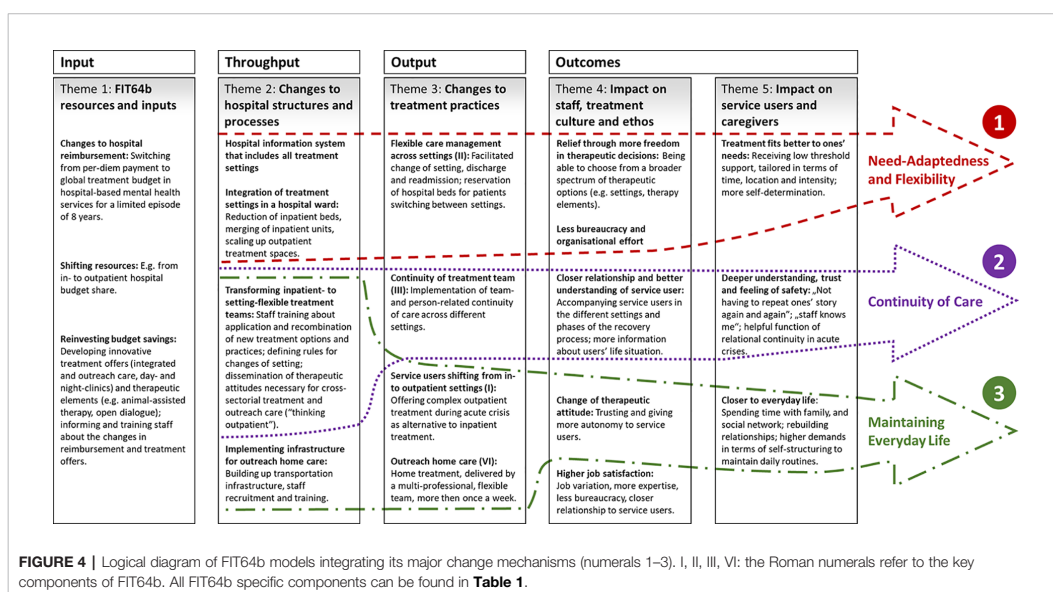 Input
Throughput
Output
Outcomes
Theme 1: FIT64b
resources and inputs
Changes to hospital
reimbursement: Switching
from per-diem payment to
global treatment budget in
hospital-based mental health
services for a limited episode
of 8 years.
Shifting resources: E.g. from
in- to outpatient hospital
budget share.
Reinvesting budget savings:
Developing innovative
treatment offers (integrated
and outreach care, day- and
night-clinics) and therapeutic
elements (e.g. animal-assisted
therapy, open dialogue);
informing and training staff
about the changes in
reimbursement and treatment
offers.
Theme 2: Changes to
hospital structures and
processes
Hospital information system
that includes all treatment
settings
Integration of treatment
settings in a hospital ward:
Reduction of inpatient beds,
merging of inpatient units,
scaling up outpatient
treatment spaces.
Transforming inpatient- to
setting-flexible treatment
teams: Staff training about
application and recombination
of new treatment options and
practices; defining rules for
changes of setting;
dissemination of therapeutic
attitudes necessary for cross-
sectorial treatment and
outreach care ("thinking
outpatient").
Implementing infrastructure
for outreach home care:
Building up transportation
infrastructure, staff
recruitment and training.
Theme 3: Changes to
treatment practices
Flexible care management
across settings (II): Facilitated
change of setting, discharge
and readmission; reservation
of hospital beds for patients
switching between settings.
Continuity of treatment team
(III): Implementation of team-
and person-related continuity
of care across different
settings.
Service users shifting from in-
to outpatient settings (I):
Offering complex outpatient
treatment during acute crisis
as alternative to inpatient
treatment.
Outreach home care (VI):
Home treatment, delivered by
a multi-professional, flexible
team, more then once a week.
Theme 4: Impact on
staff, treatment
culture and ethos
Relief through more freedom
in therapeutic decisions: Being
able to choose from a broader
spectrum of therapeutic
options (e.g. settings, therapy
elements).
Less bureaucracy and
organisational effort
Closer relationship and better
understanding of service user:
Accompanying service users in
the different settings and
phases of the recovery
process; more information
about users' life situation.
Change of therapeutic
attitude: Trusting and giving
more autonomy to service
users.
Higher job satisfaction:
Job variation, more expertise,
less bureaucracy, closer
relationship to service users.
Theme 5: Impact on
service users and
caregivers
Treatment fits better to ones'
needs: Receiving low threshold
support, tailored in terms of
time, location and intensity;
more self-determination.
Deeper understanding, trust
and feeling of safety: „Not
having to repeat ones' story
again and again"; „staff knows
me"; helpful function of
relational continuity in acute
crises.
Closer to everyday life:
Spending time with family, and
social network; rebuilding
relationships; higher demands
in terms of self-structuring to
maintain daily routines.
1
Need-Adaptedness
and Flexibility
2
Continuity of Care
3
Maintaining
Everyday Life
FIGURE 4 | Logical diagram of FIT64b models integrating its major change mechanisms (numerals 1–3). I, II, III, VI: the Roman numerals refer to the key
components of FIT64b. All FIT64b specific components can be found in Table 1.